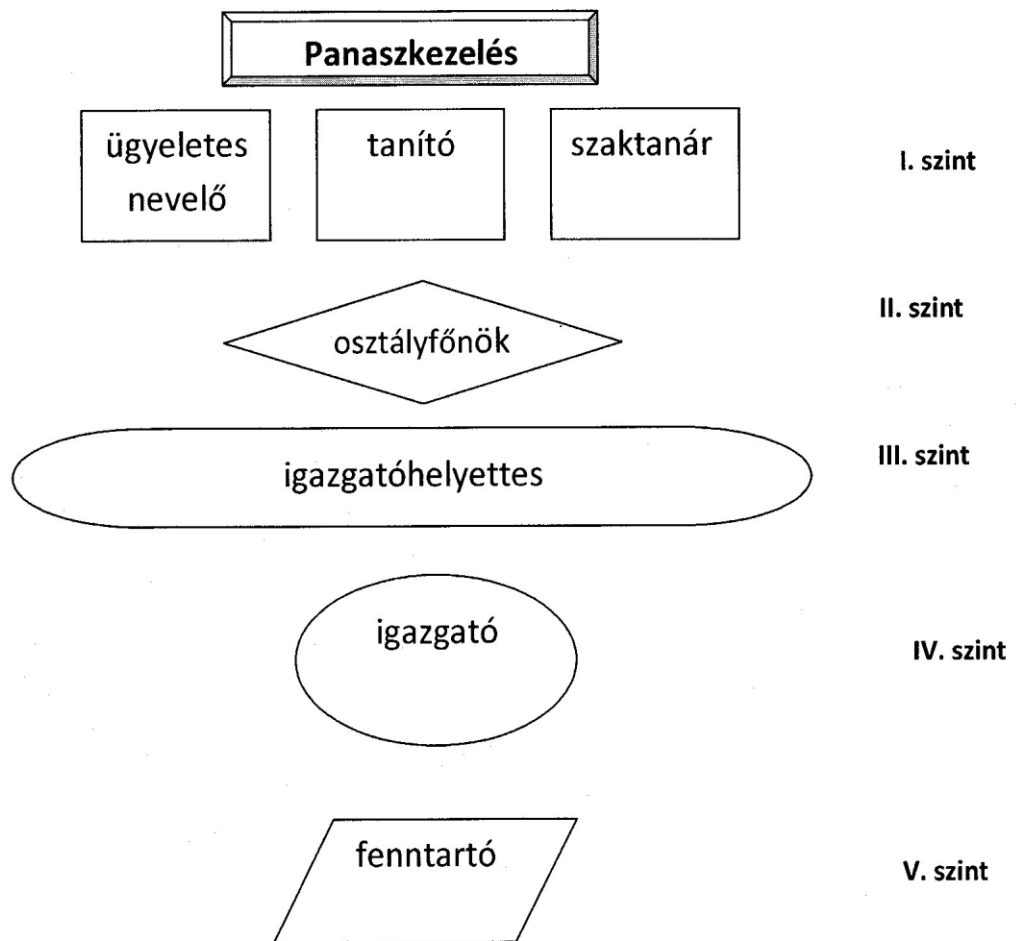 Panaszkezelés
ügyeletes
nevelő
tanító
szaktanár
I. szint
osztályfőnök
II. szint
igazgatóhelyettes
III. szint
igazgató
IV. szint
fenntartó
V. szint